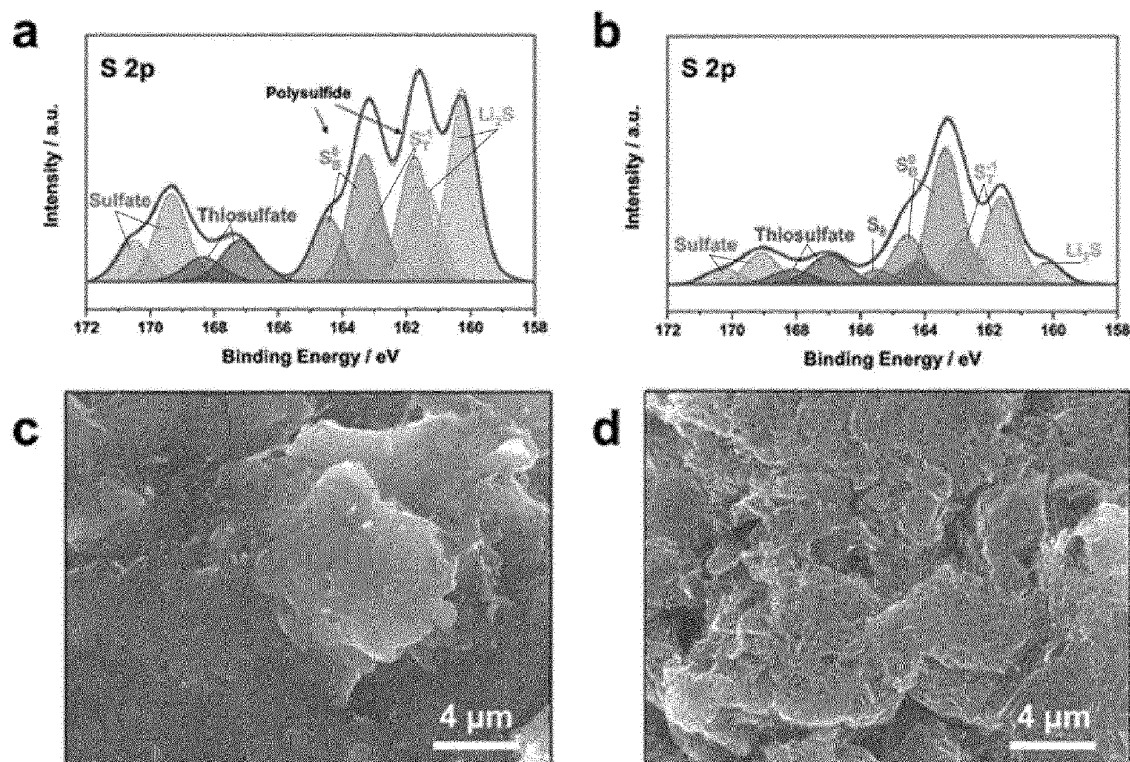 a
S 2p
Polysulfide
Li₂S
Sulfate
Thiosulfate
Intensity / a.u.
172 170 168 166 164 162 160 158
Binding Energy / eV
b
S 2p
S₈
Sulfate
Thiosulfate
Li₂S
Intensity / a.u.
172 170 168 166 164 162 160 158
Binding Energy / eV
c
4 µm
d
4 µm